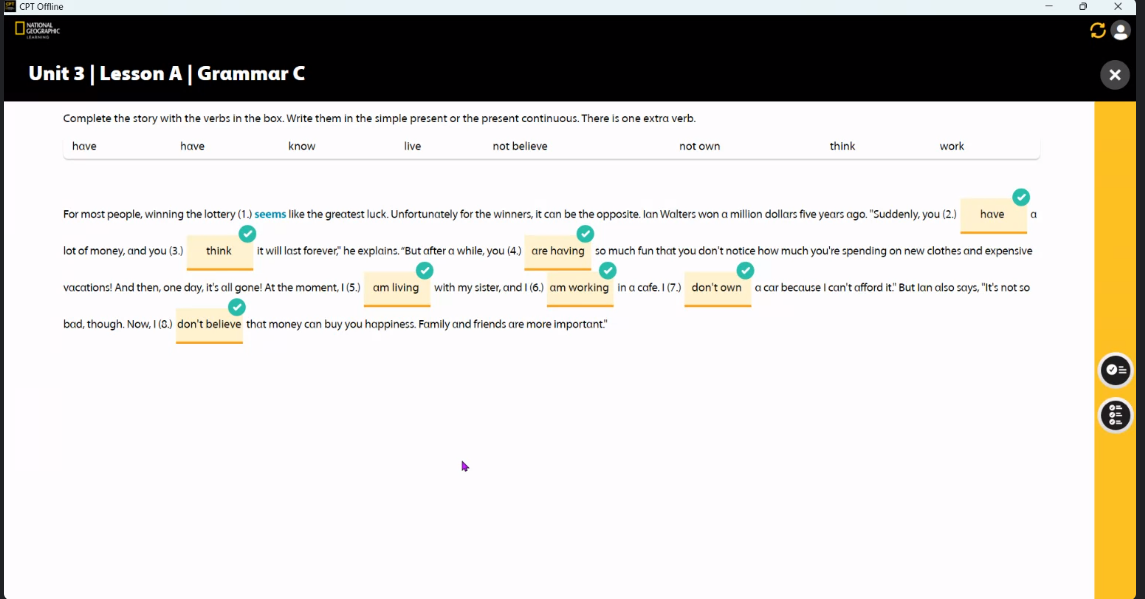 CPT Offline
NATIONAL
GEOGRAPHIC
LEARNING
Unit 3 | Lesson A | Grammar C
Complete the story with the verbs in the box. Write them in the simple present or the present continuous. There is one extra verb.
have have know live not believe not own think work
For most people, winning the lottery (1.) seems like the greatest luck. Unfortunately for the winners, it can be the opposite. Ian Walters won a million dollars five years ago. "Suddenly, you (2.) have a
lot of money, and you (3.) think it will last forever," he explains. "But after a while, you (4.) are having so much fun that you don't notice how much you're spending on new clothes and expensive
vacations! And then, one day, it's all gone! At the moment, I (5.) am living with my sister, and I (6.) am working in a cafe. I (7.) don't own a car because I can't afford it." But Ian also says, "It's not so
bad, though. Now, I (8.) don't believe that money can buy you happiness. Family and friends are more important."